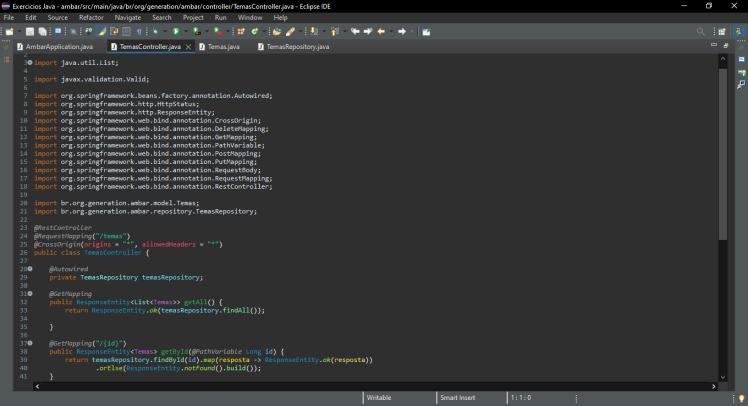 Exercicios Java - ambar/src/main/java/br/org/generation/ambar/controller/TemasController.java - Eclipse IDE
File Edit Source Refactor Navigate Search Project Run Window Help
AmbarApplication.java TemasController.java Temas.java TemasRepository.java
2
3 import java.util.List;
4
5 import javax.validation.Valid;
6
7 import org.springframework.beans.factory.annotation.Autowired;
8 import org.springframework.http.HttpStatus;
9 import org.springframework.http.ResponseEntity;
10 import org.springframework.web.bind.annotation.CrossOrigin;
11 import org.springframework.web.bind.annotation.DeleteMapping;
12 import org.springframework.web.bind.annotation.GetMapping;
13 import org.springframework.web.bind.annotation.PathVariable;
14 import org.springframework.web.bind.annotation.PostMapping;
15 import org.springframework.web.bind.annotation.PutMapping;
16 import org.springframework.web.bind.annotation.RequestBody;
17 import org.springframework.web.bind.annotation.RequestMapping;
18 import org.springframework.web.bind.annotation.RestController;
19
20 import br.org.generation.ambar.model.Temas;
21 import br.org.generation.ambar.repository.TemasRepository;
22
23 @RestController
24 @RequestMapping("/temas")
25 @CrossOrigin(origins = "*", allowedHeaders = "*")
26 public class TemasController {
27
28 @Autowired
29 private TemasRepository temasRepository;
30
31 @GetMapping
32 public ResponseEntity<List<Temas>> getAll() {
33 return ResponseEntity.ok(temasRepository.findAll());
34
35 }
36
37 @GetMapping("/{id}")
38 public ResponseEntity<Temas> getById(@PathVariable Long id) {
39 return temasRepository.findById(id).map(resposta -> ResponseEntity.ok(resposta))
40 .orElse(ResponseEntity.notFound().build());
41 }
Writable Smart Insert 1 : 1 : 0